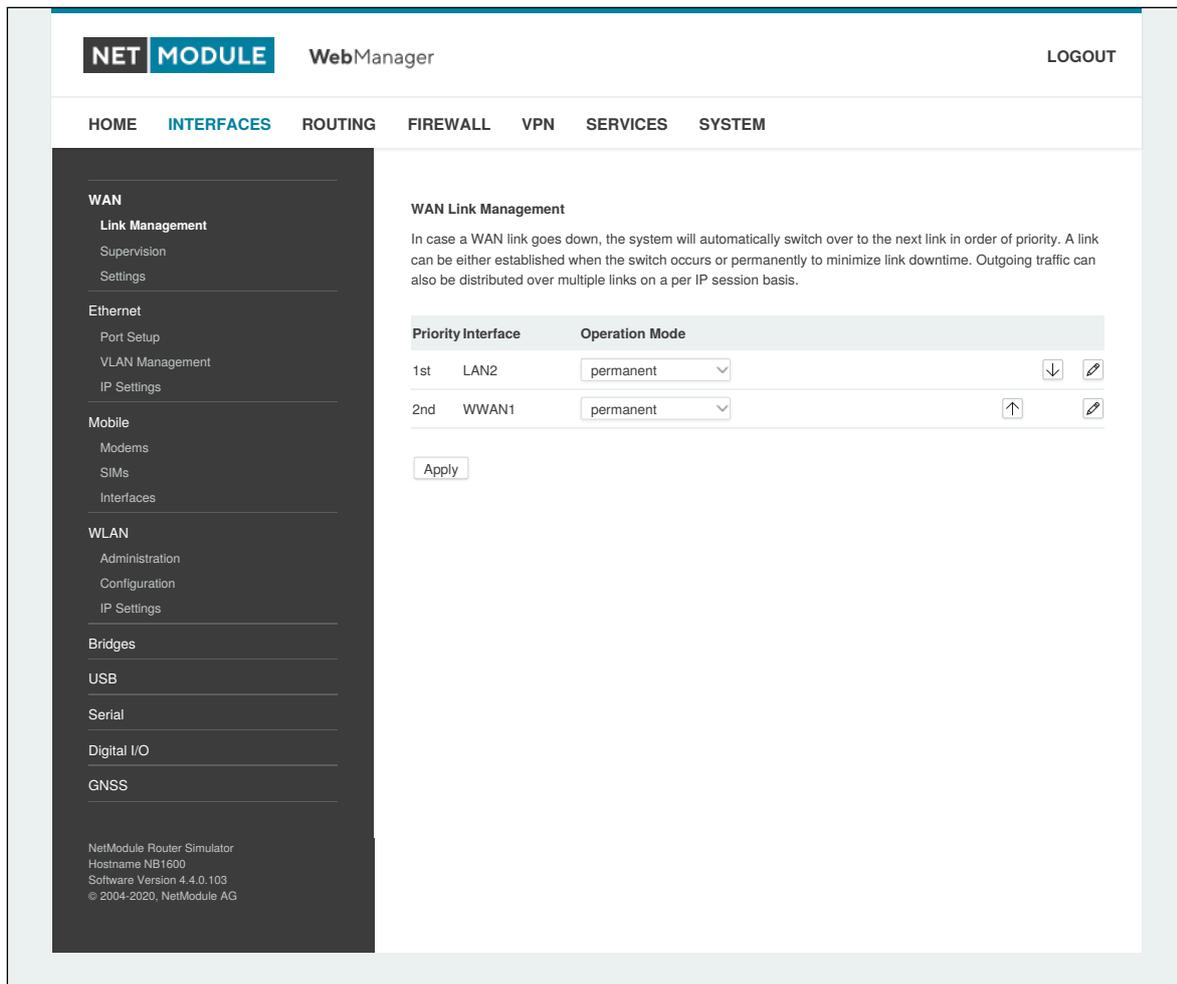 NET MODULE WebManager LOGOUT
HOME INTERFACES ROUTING FIREWALL VPN SERVICES SYSTEM
WAN
Link Management
Supervision
Settings
Ethernet
Port Setup
VLAN Management
IP Settings
Mobile
Modems
SIMs
Interfaces
WLAN
Administration
Configuration
IP Settings
Bridges
USB
Serial
Digital I/O
GNSS
NetModule Router Simulator
Hostname NB1600
Software Version 4.4.0.103
© 2004-2020, NetModule AG
WAN Link Management
In case a WAN link goes down, the system will automatically switch over to the next link in order of priority. A link
can be either established when the switch occurs or permanently to minimize link downtime. Outgoing traffic can
also be distributed over multiple links on a per IP session basis.
Priority Interface Operation Mode
1st LAN2 permanent
2nd WWAN1 permanent
Apply